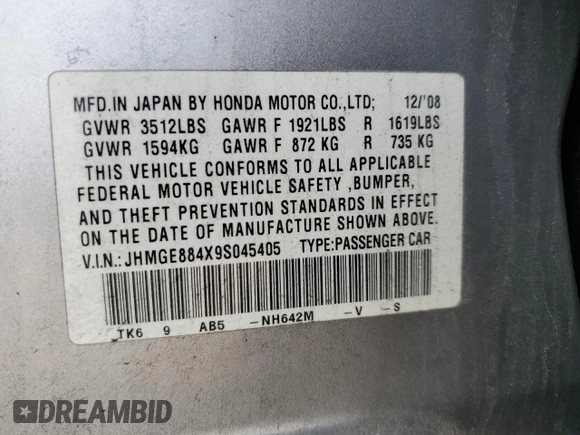 MFD.IN JAPAN BY HONDA MOTOR CO.,LTD; 12/'08
GVWR 3512LBS GAWR F 1921LBS R 1619LBS
GVWR 1594KG GAWR F 872 KG R 735 KG
THIS VEHICLE CONFORMS TO ALL APPLICABLE
FEDERAL MOTOR VEHICLE SAFETY ,BUMPER,
AND THEFT PREVENTION STANDARDS IN EFFECT
ON THE DATE OF MANUFACTURE SHOWN ABOVE.
V.I.N.: JHMGE884X9S045405 TYPE:PASSENGER CAR
TK6 9 AB5 -NH642M -V -S
DREAMBID